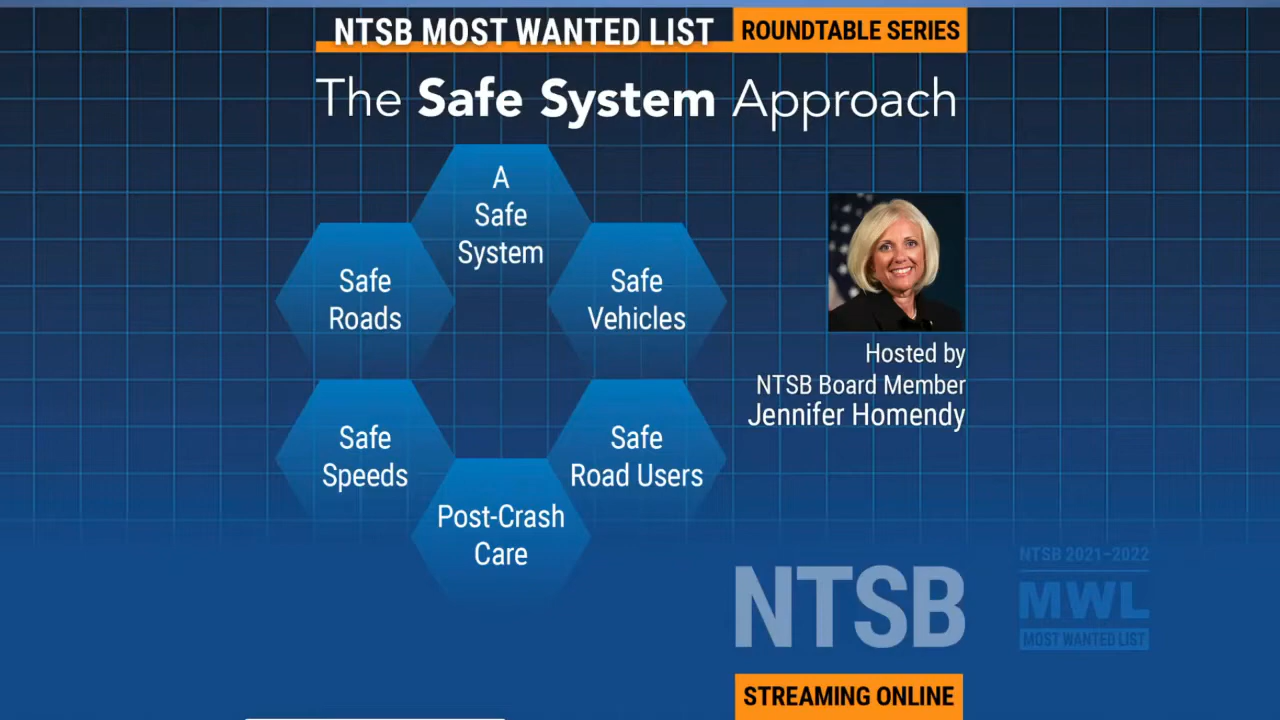 NTSB MOST WANTED LIST ROUNDTABLE SERIES
The Safe System Approach
A
Safe
System
Safe
Roads
Safe
Vehicles
Safe
Speeds
Safe
Road Users
Post-Crash
Care
Hosted by
NTSB Board Member
Jennifer Homendy
NTSB
NTSB 2021-2022
MWL
MOST WANTED LIST
STREAMING ONLINE